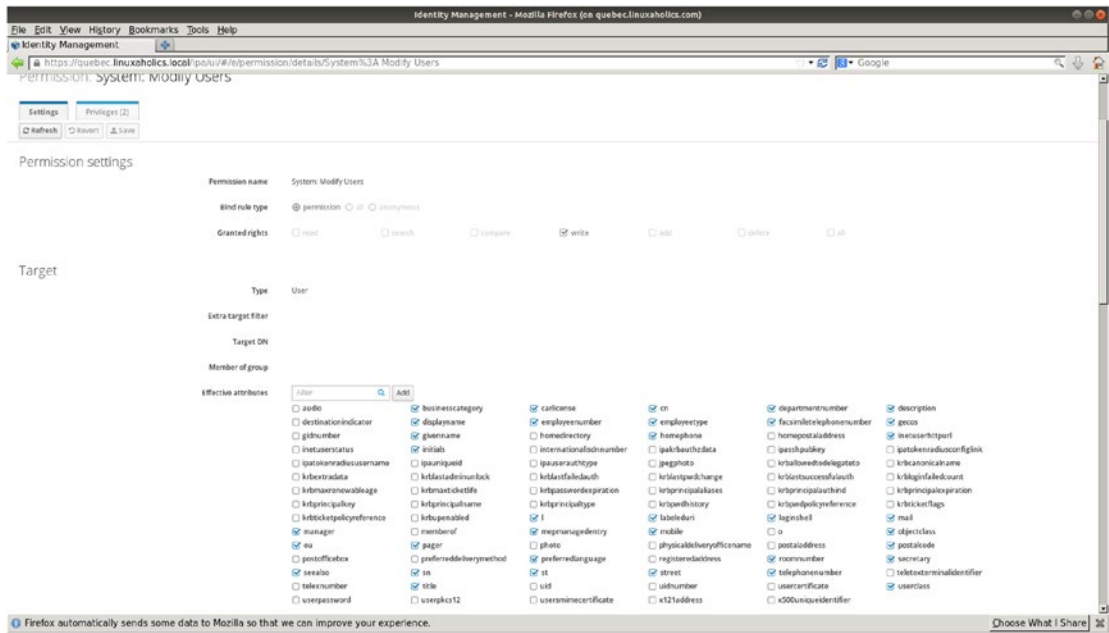 Identity Management - Mozilla Firefox (on quebec.linuxaholics.com)
File Edit View History Bookmarks Tools Help
Identity Management
https://quebec.linuxaholics.local/ipa/ui/#/e/permission/details/System%3A Modify Users
Google
Permission: System: Modify Users
Settings Privileges (2)
Refresh Revert Save
Permission settings
Permission name System: Modify Users
Bind rule type permission all anonymous
Granted rights read search compare write add delete all
Target
Type User
Extra target filter
Target DN
Member of group
Effective attributes Filter Add
audio businesscategory carlicense cn departmentnumber description
destinationindicator displayname employeenumber employeetype facsimiletelephonenumber gecos
gidnumber givenname homedirectory homephone homepostaladdress inetuserhttpurl
inetuserstatus initials internationalisdnnumber ipakrbauthzdata ipasshpubkey ipatokenradiusconfiglink
ipatokenradiususername ipauniqueid ipauserauthtype jpegphoto krballowedtodelegateto krbcanonicalname
krbextradata krblastadminunlock krblastfailedauth krblastpwdchange krblastsuccessfulauth krbloginfailedcount
krbmaxrenewableage krbmaxticketlife krbpasswordexpiration krbprincipalaliases krbprincipalauthind krbprincipalexpiration
krbprincipalkey krbprincipalname krbprincipaltype krbpwdhistory krbpwdpolicyreference krbticketflags
krbticketpolicyreference krbupenabled l labeleduri loginshell mail
manager memberof mepmanagedentry mobile o objectclass
ou pager photo physicaldeliveryofficename postaladdress postalcode
postofficebox preferreddeliverymethod preferredlanguage registeredaddress roomnumber secretary
seealso sn st street telephonenumber teletexterminalidentifier
telexnumber title uid uidnumber usercertificate userclass
userpassword userpkcs12 usersmimecertificate x121address x500uniqueidentifier
Firefox automatically sends some data to Mozilla so that we can improve your experience. Choose What I Share